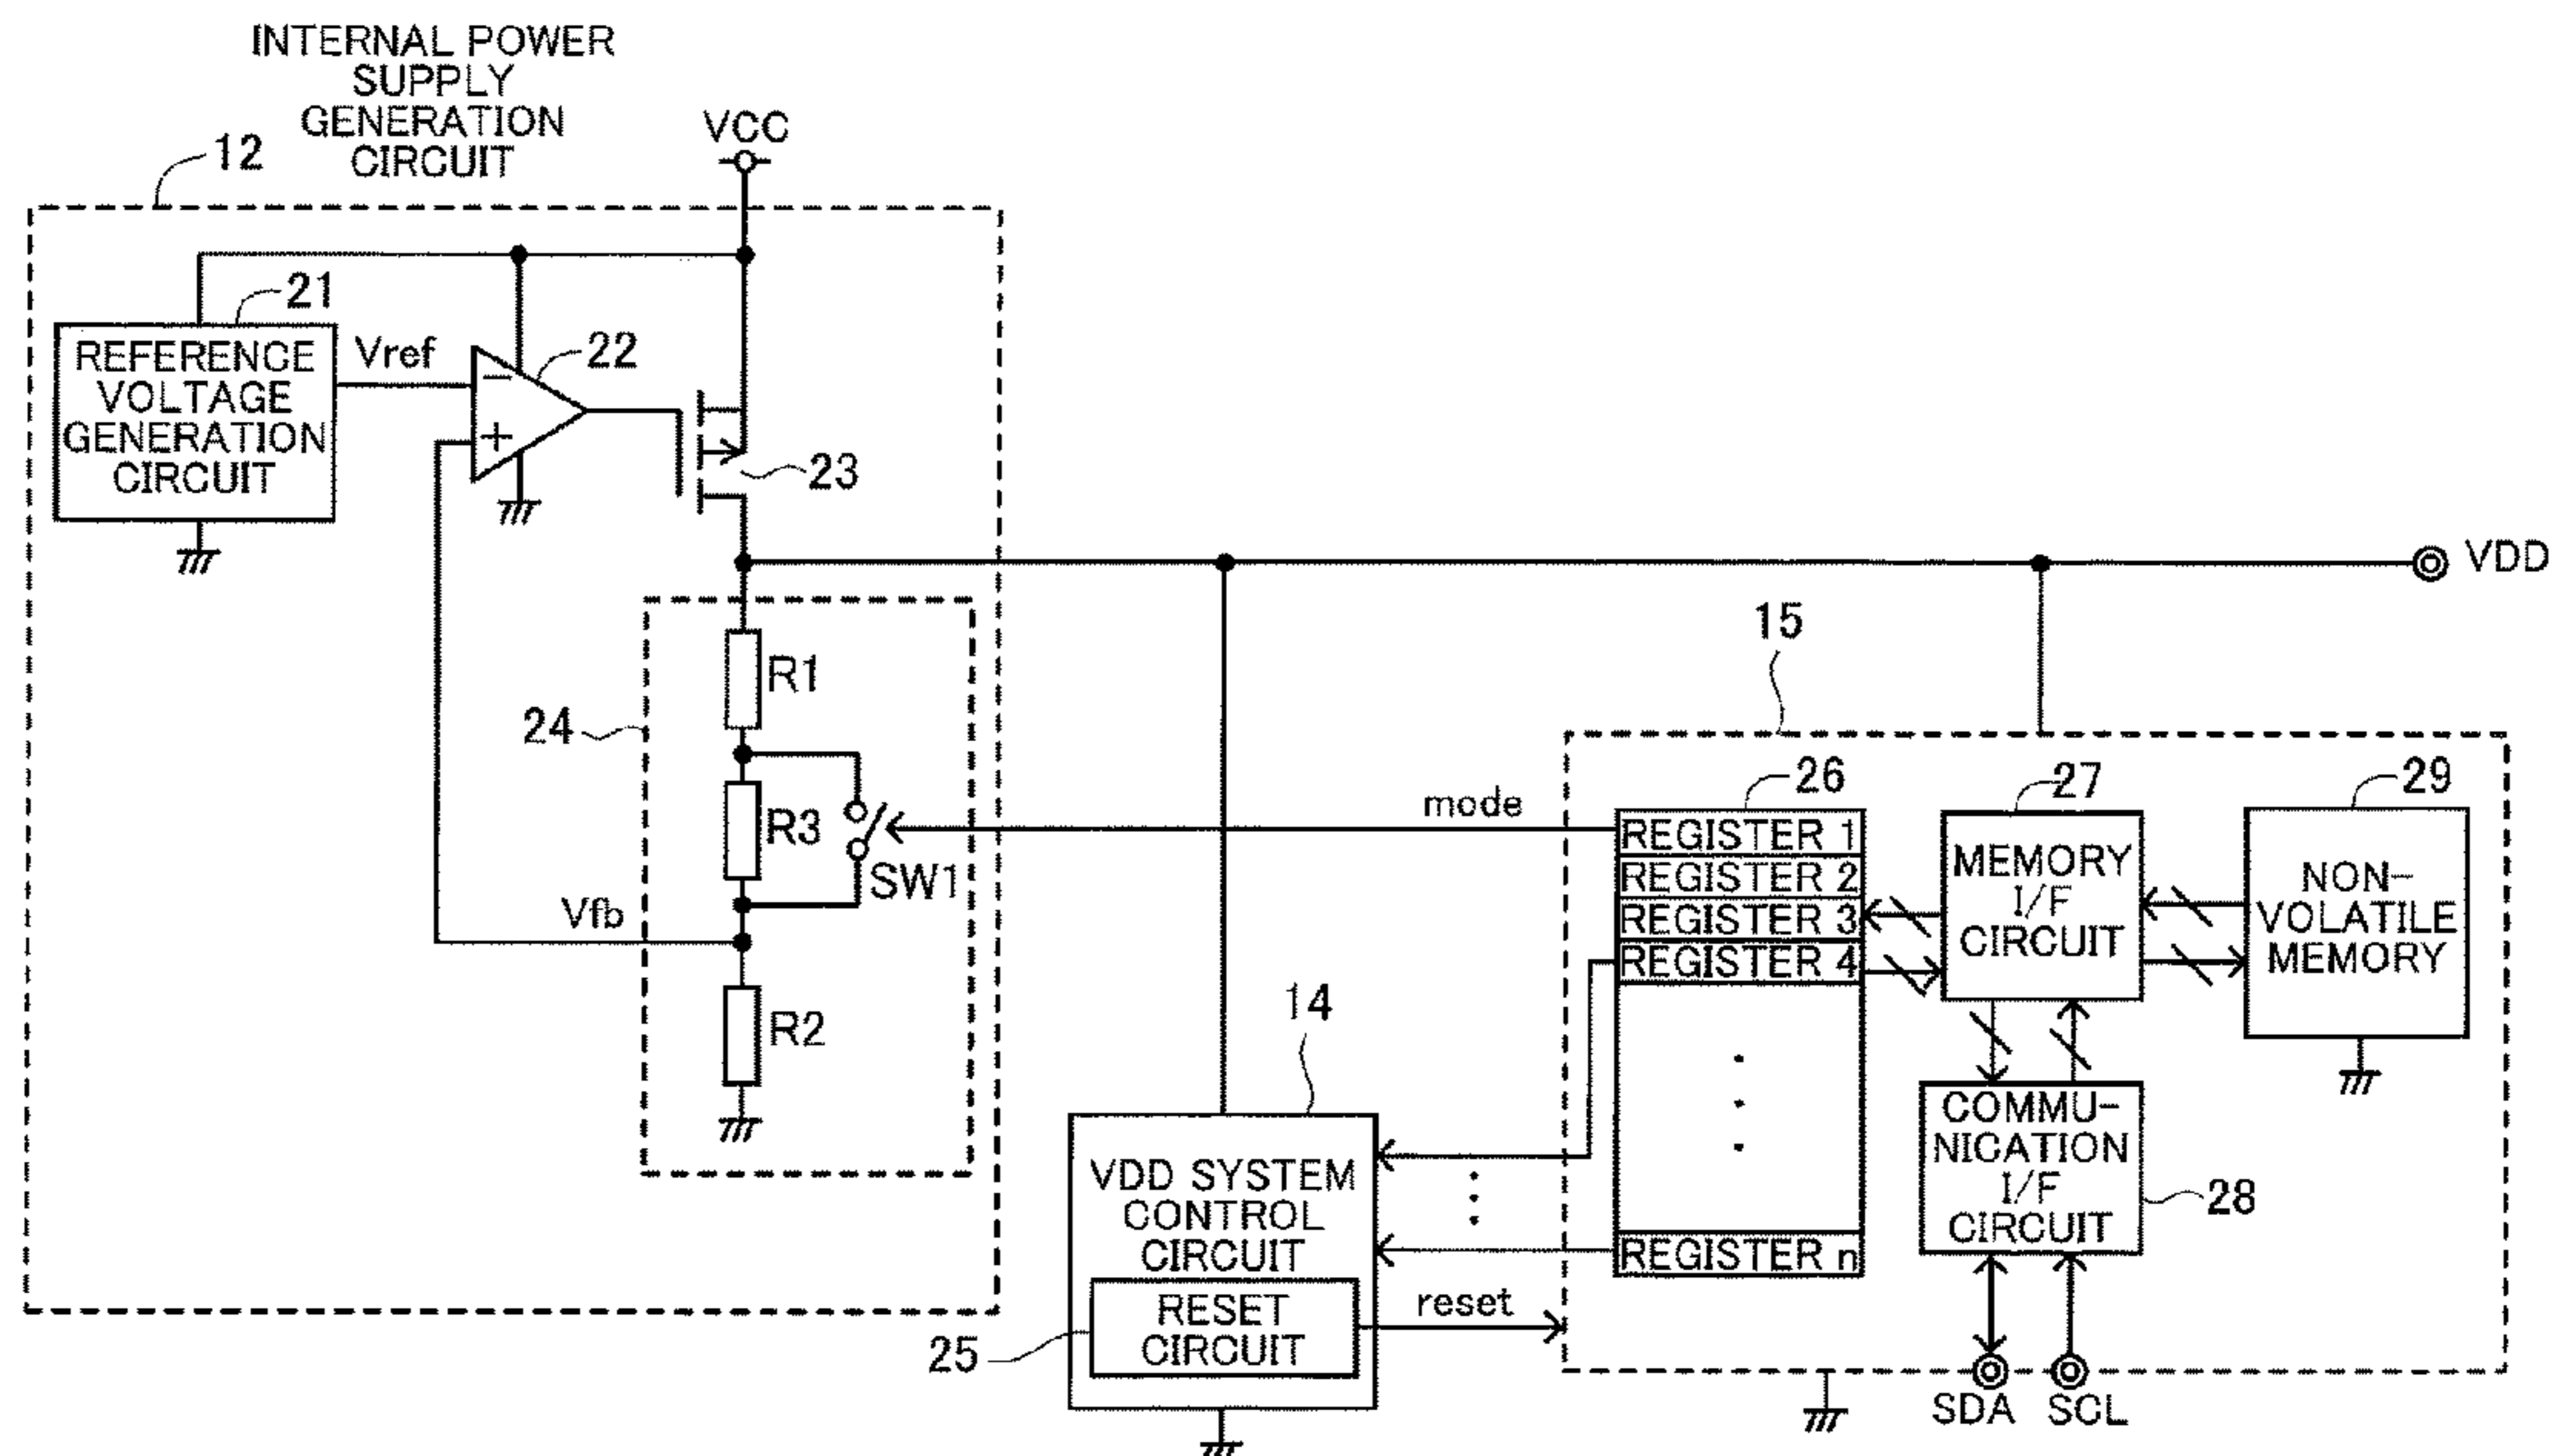 INTERNAL POWER
SUPPLY
GENERATION
CIRCUIT
12
VCC
21
REFERENCE
VOLTAGE
GENERATION
CIRCUIT
Vref
−
+
22
23
VDD
24
R1
R3
SW1
Vfb
R2
mode
15
26
REGISTER 1
REGISTER 2
REGISTER 3
REGISTER 4
REGISTER n
27
MEMORY
I/F
CIRCUIT
29
NON-
VOLATILE
MEMORY
COMMU-
NICATION
I/F
CIRCUIT
28
14
VDD SYSTEM
CONTROL
CIRCUIT
RESET
CIRCUIT
25
reset
SDA
SCL